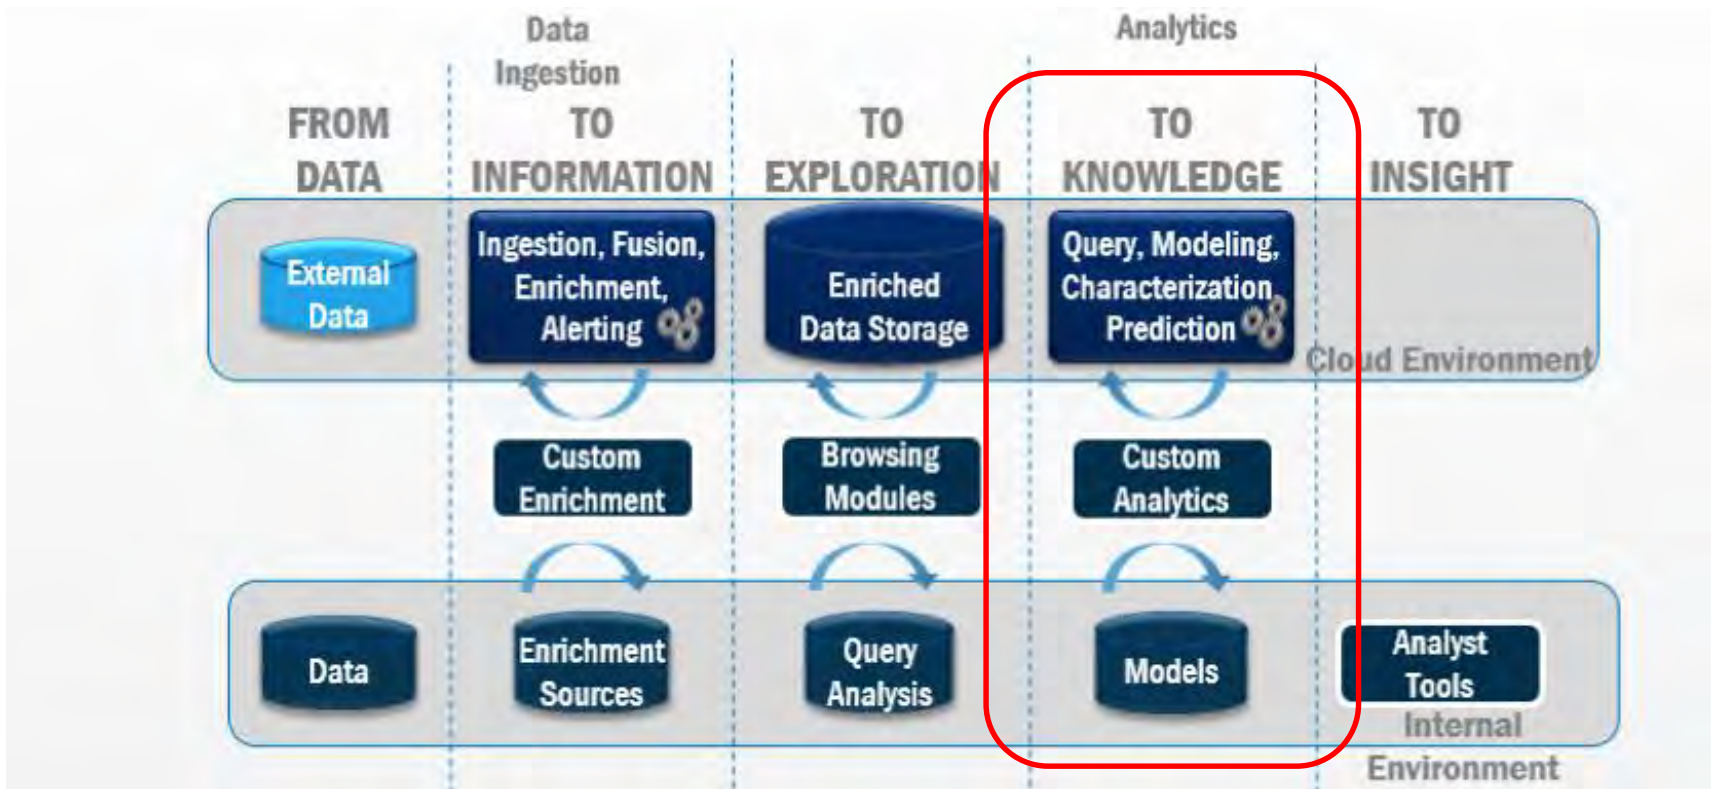 Data
Ingestion
Analytics
FROM
DATA
TO
INFORMATION
TO
EXPLORATION
TO
KNOWLEDGE
TO
INSIGHT
External
Data
Ingestion, Fusion,
Enrichment,
Alerting
Enriched
Data Storage
Query, Modeling,
Characterization,
Prediction
Cloud Environment
Custom
Enrichment
Browsing
Modules
Custom
Analytics
Data
Enrichment
Sources
Query
Analysis
Models
Analyst
Tools
Internal
Environment